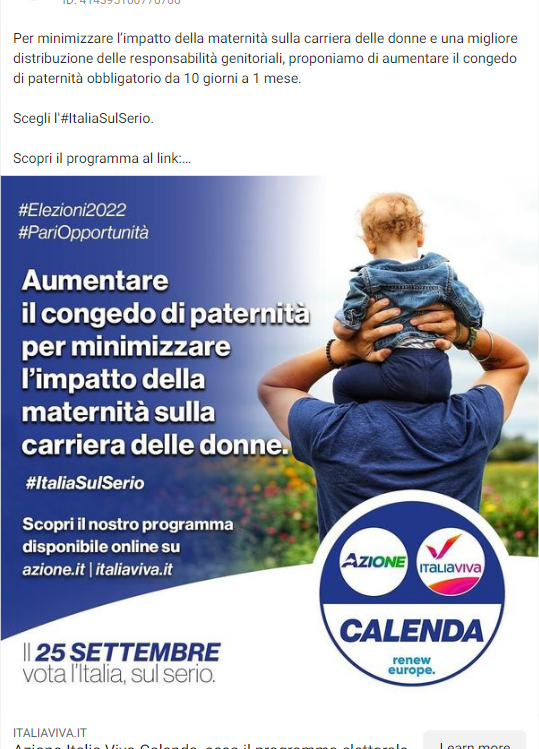 Per minimizzare l'impatto della maternità sulla carriera delle donne e una migliore
distribuzione delle responsabilità genitoriali, proponiamo di aumentare il congedo
di paternità obbligatorio da 10 giorni a 1 mese.
Scegli l'#ItaliaSulSerio.
Scopri il programma al link:...
#Elezioni2022
#PariOpportunità
Aumentare
il congedo di paternità
per minimizzare
l'impatto della
maternità sulla
carriera delle donne.
#ItaliaSulSerio
Scopri il nostro programma
disponibile online su
azione.it | italiaviva.it
AZIONE
ITALIAVIVA
CALENDA
renew
europe.
Il 25 SETTEMBRE
vota l'Italia, sul serio.
ITALIAVIVA.IT
Learn more